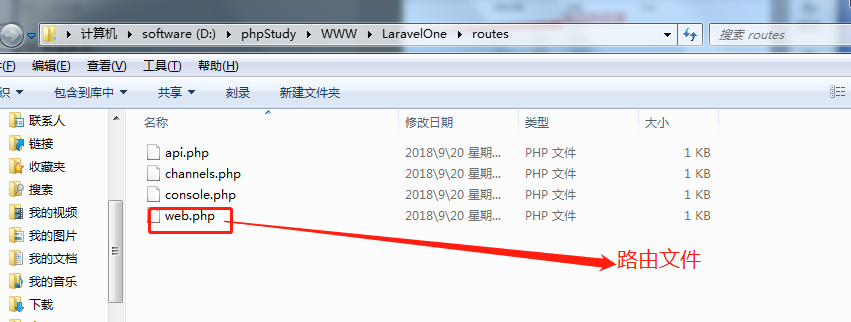 计算机 software (D:) phpStudy WWW LaravelOne routes 搜索 routes
(F) 编辑(E) 查看(V) 工具(T) 帮助(H)
织 包含到库中 共享 刻录 新建文件夹
联系人
链接
收藏夹
搜索
我的视频
我的图片
我的文档
我的音乐
下载
名称 修改日期 类型 大小
api.php 2018\9\20 星期... PHP 文件 1 KB
channels.php 2018\9\20 星期... PHP 文件 1 KB
console.php 2018\9\20 星期... PHP 文件 1 KB
web.php 2018\9\20 星期... PHP 文件 1 KB
路由文件